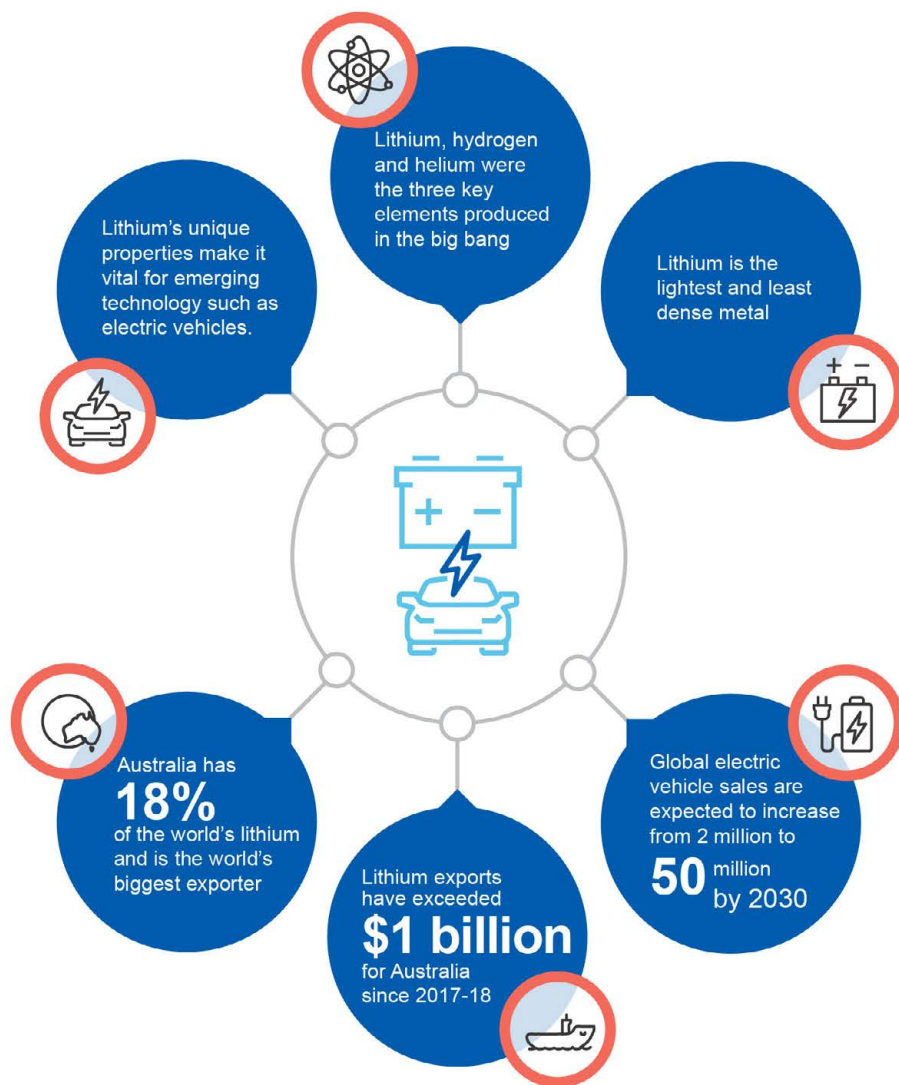 Lithium, hydrogen
and helium were
the three key
elements produced
in the big bang
Lithium's unique
properties make it
vital for emerging
technology such as
electric vehicles.
Lithium is the
lightest and least
dense metal
Australia has
18%
of the world's lithium
and is the world's
biggest exporter
Lithium exports
have exceeded
$1 billion
for Australia
since 2017-18
Global electric
vehicle sales are
expected to increase
from 2 million to
50 million
by 2030